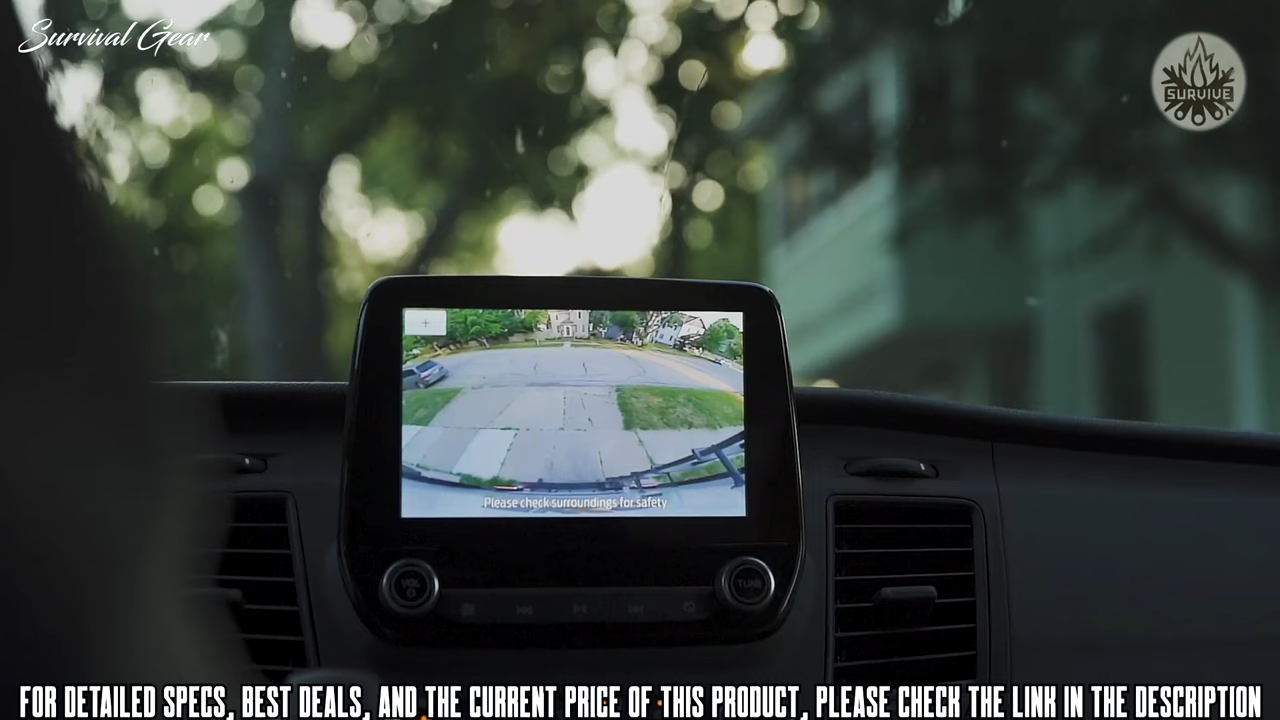 Survival Gear
SURVIVE
Please check surroundings for safety
VOL
TUNE
FOR DETAILED SPECS, BEST DEALS, AND THE CURRENT PRICE OF THIS PRODUCT, PLEASE CHECK THE LINK IN THE DESCRIPTION